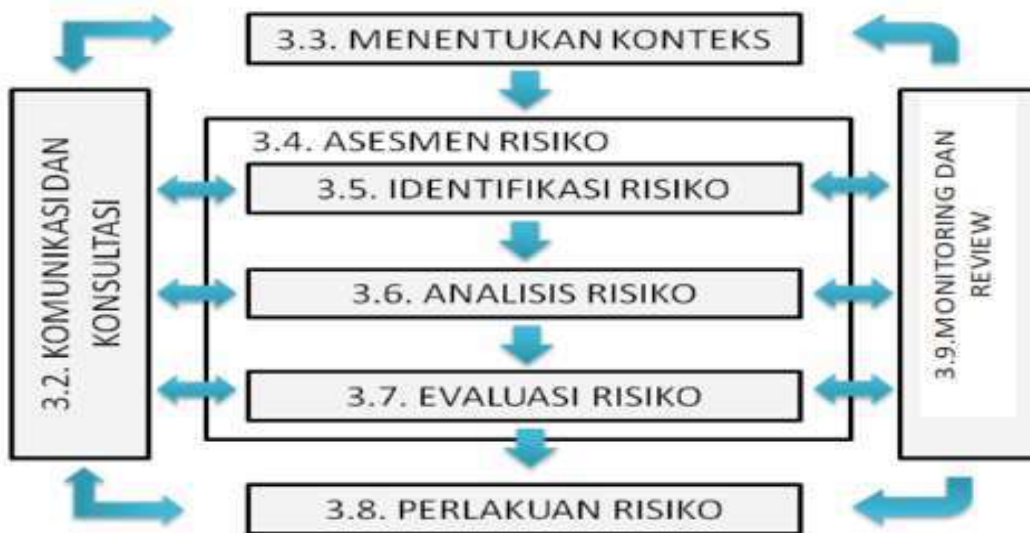 3.3. MENENTUKAN KONTEKS
3.2. KOMUNIKASI DAN
KONSULTASI
3.4. ASESMEN RISIKO
3.5. IDENTIFIKASI RISIKO
3.6. ANALISIS RISIKO
3.7. EVALUASI RISIKO
3.9.MONITORING DAN
REVIEW
3.8. PERLAKUAN RISIKO